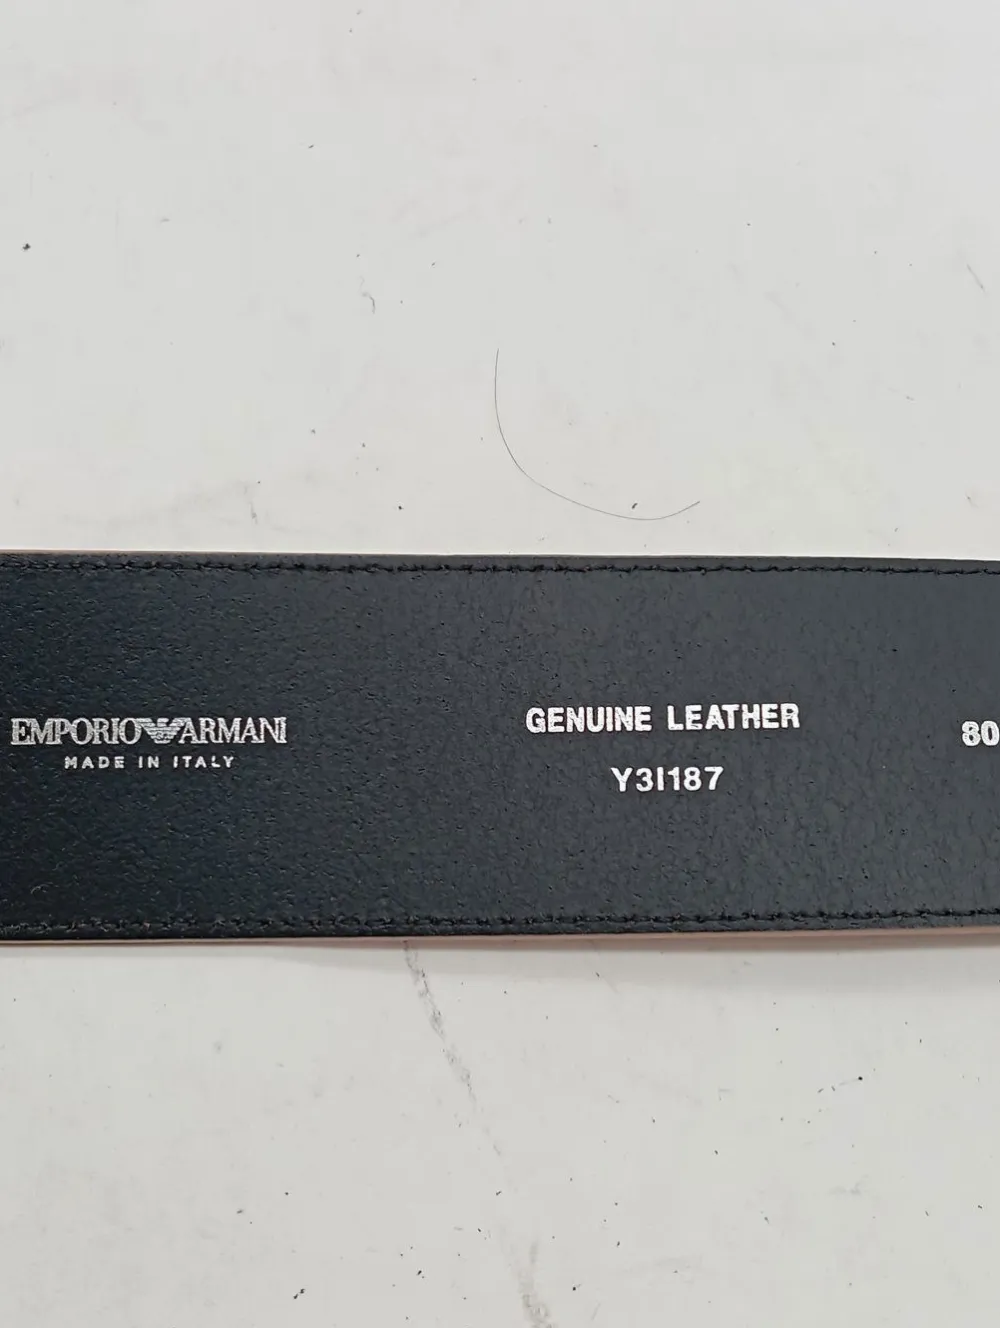 EMPORIO ARMANI
MADE IN ITALY
GENUINE LEATHER
Y3I187
80